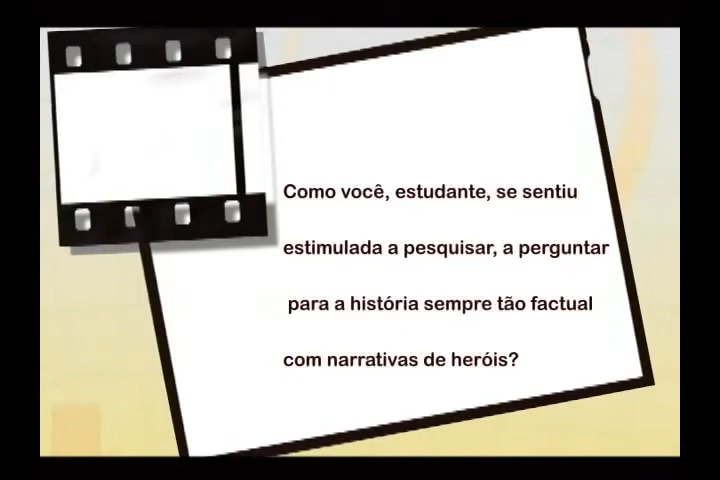 Como você, estudante, se sentiu
estimulada a pesquisar, a perguntar
para a história sempre tão factual
com narrativas de heróis?